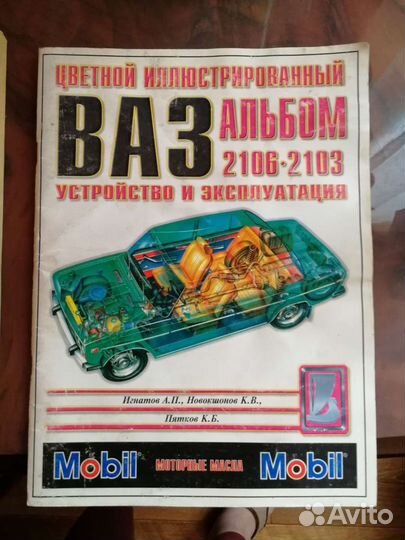 ЦВЕТНОЙ ИЛЛЮСТРИРОВАННЫЙ
ВАЗ АЛЬБОМ
2106·2103
УСТРОЙСТВО И ЭКСПЛУАТАЦИЯ
Игнатов А.П., Новокшонов К.В.,
Пятков К.Б.
Mobil МОТОРНЫЕ МАСЛА Mobil
Avito